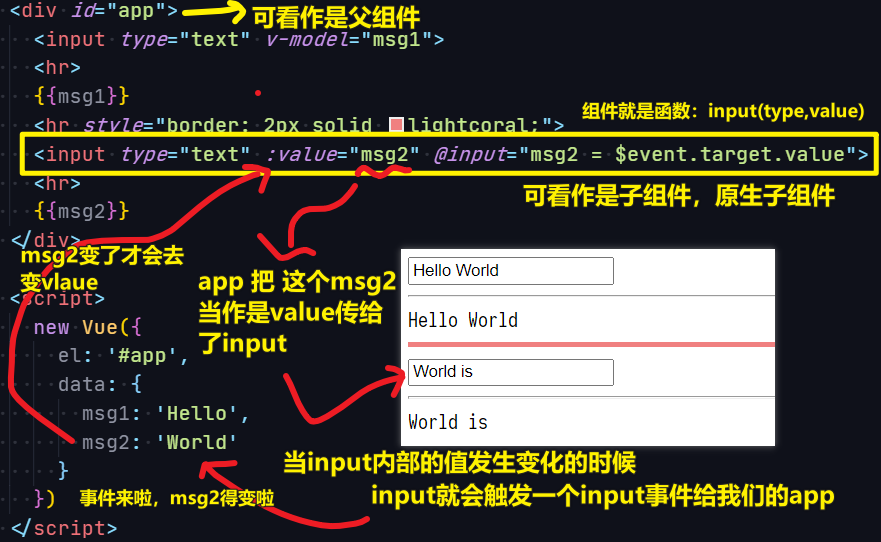 <div id="app"> 可看作是父组件
<input type="text" v-model="msg1">
<hr>
{{msg1}}
<hr style="border: 2px solid lightcoral;"> 组件就是函数：input(type,value)
<input type="text" :value="msg2" @input="msg2 = $event.target.value">
<hr> 可看作是子组件，原生子组件
{{msg2}}
</div>
msg2变了才会去
变vlaue
app 把 这个msg2
当作是value传给
了input
<script>
new Vue({
el: '#app',
data: {
msg1: 'Hello',
msg2: 'World'
}
})
</script>
Hello World
Hello World
World is
World is
当input内部的值发生变化的时候
input就会触发一个input事件给我们的app
事件来啦，msg2得变啦